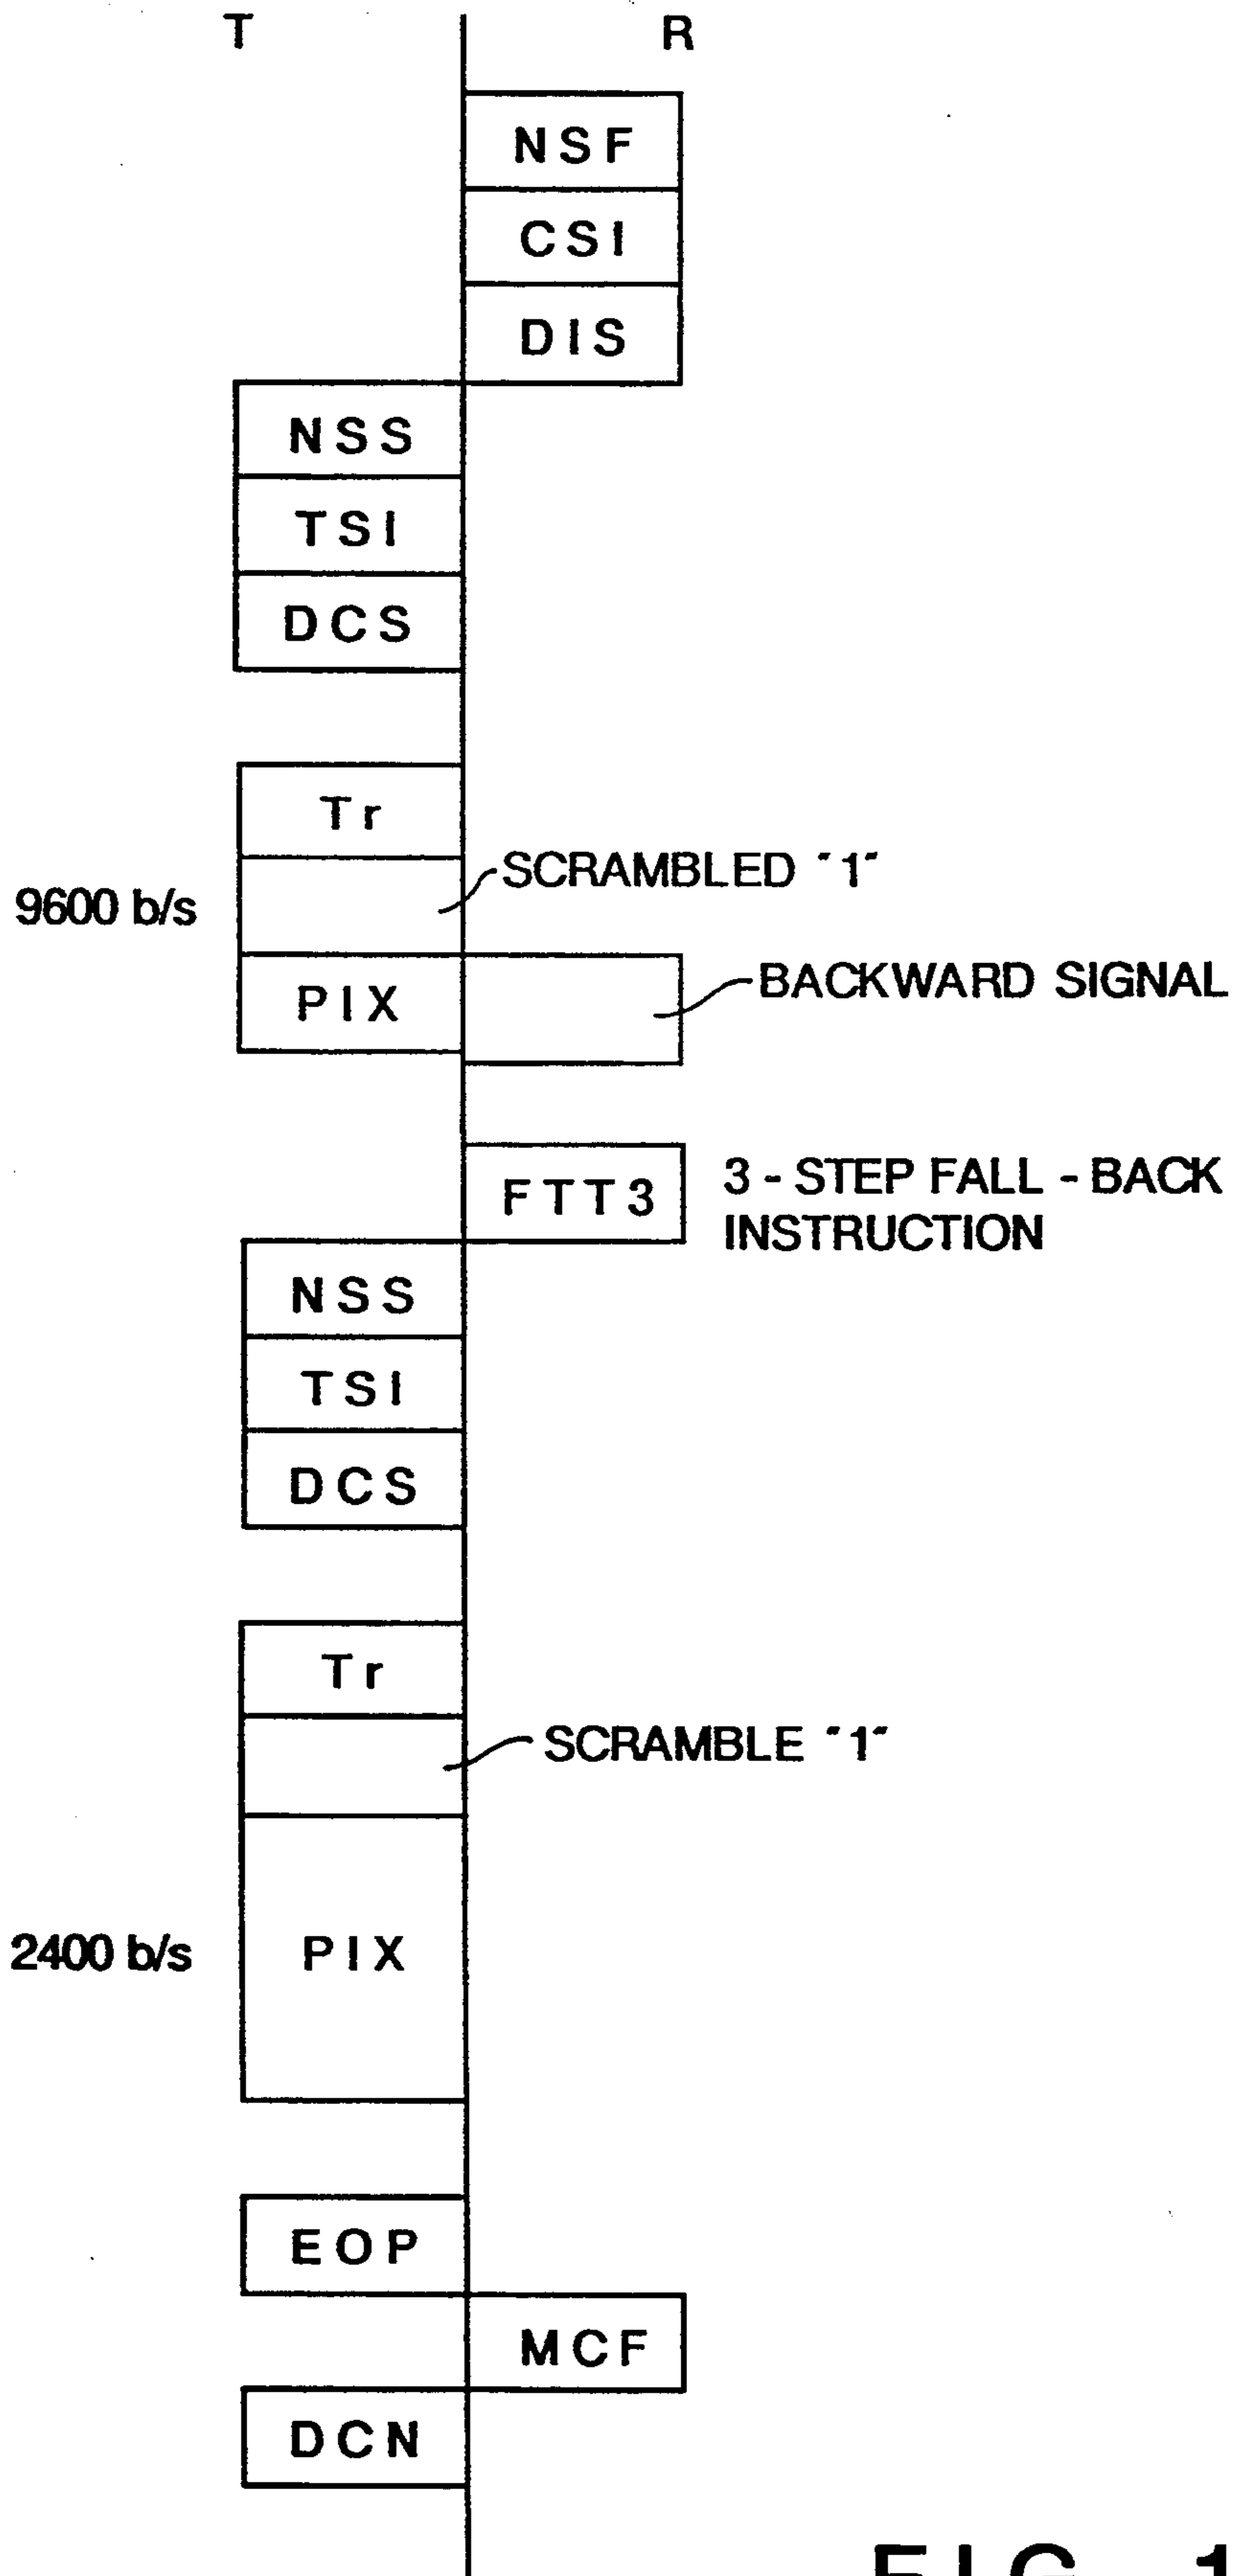 T R
NSF
CSI
DIS
NSS
TSI
DCS
Tr
SCRAMBLED "1"
9600 b/s
PIX
BACKWARD SIGNAL
FTT3
3 - STEP FALL - BACK
INSTRUCTION
NSS
TSI
DCS
Tr
SCRAMBLE "1"
2400 b/s
PIX
EOP
MCF
DCN